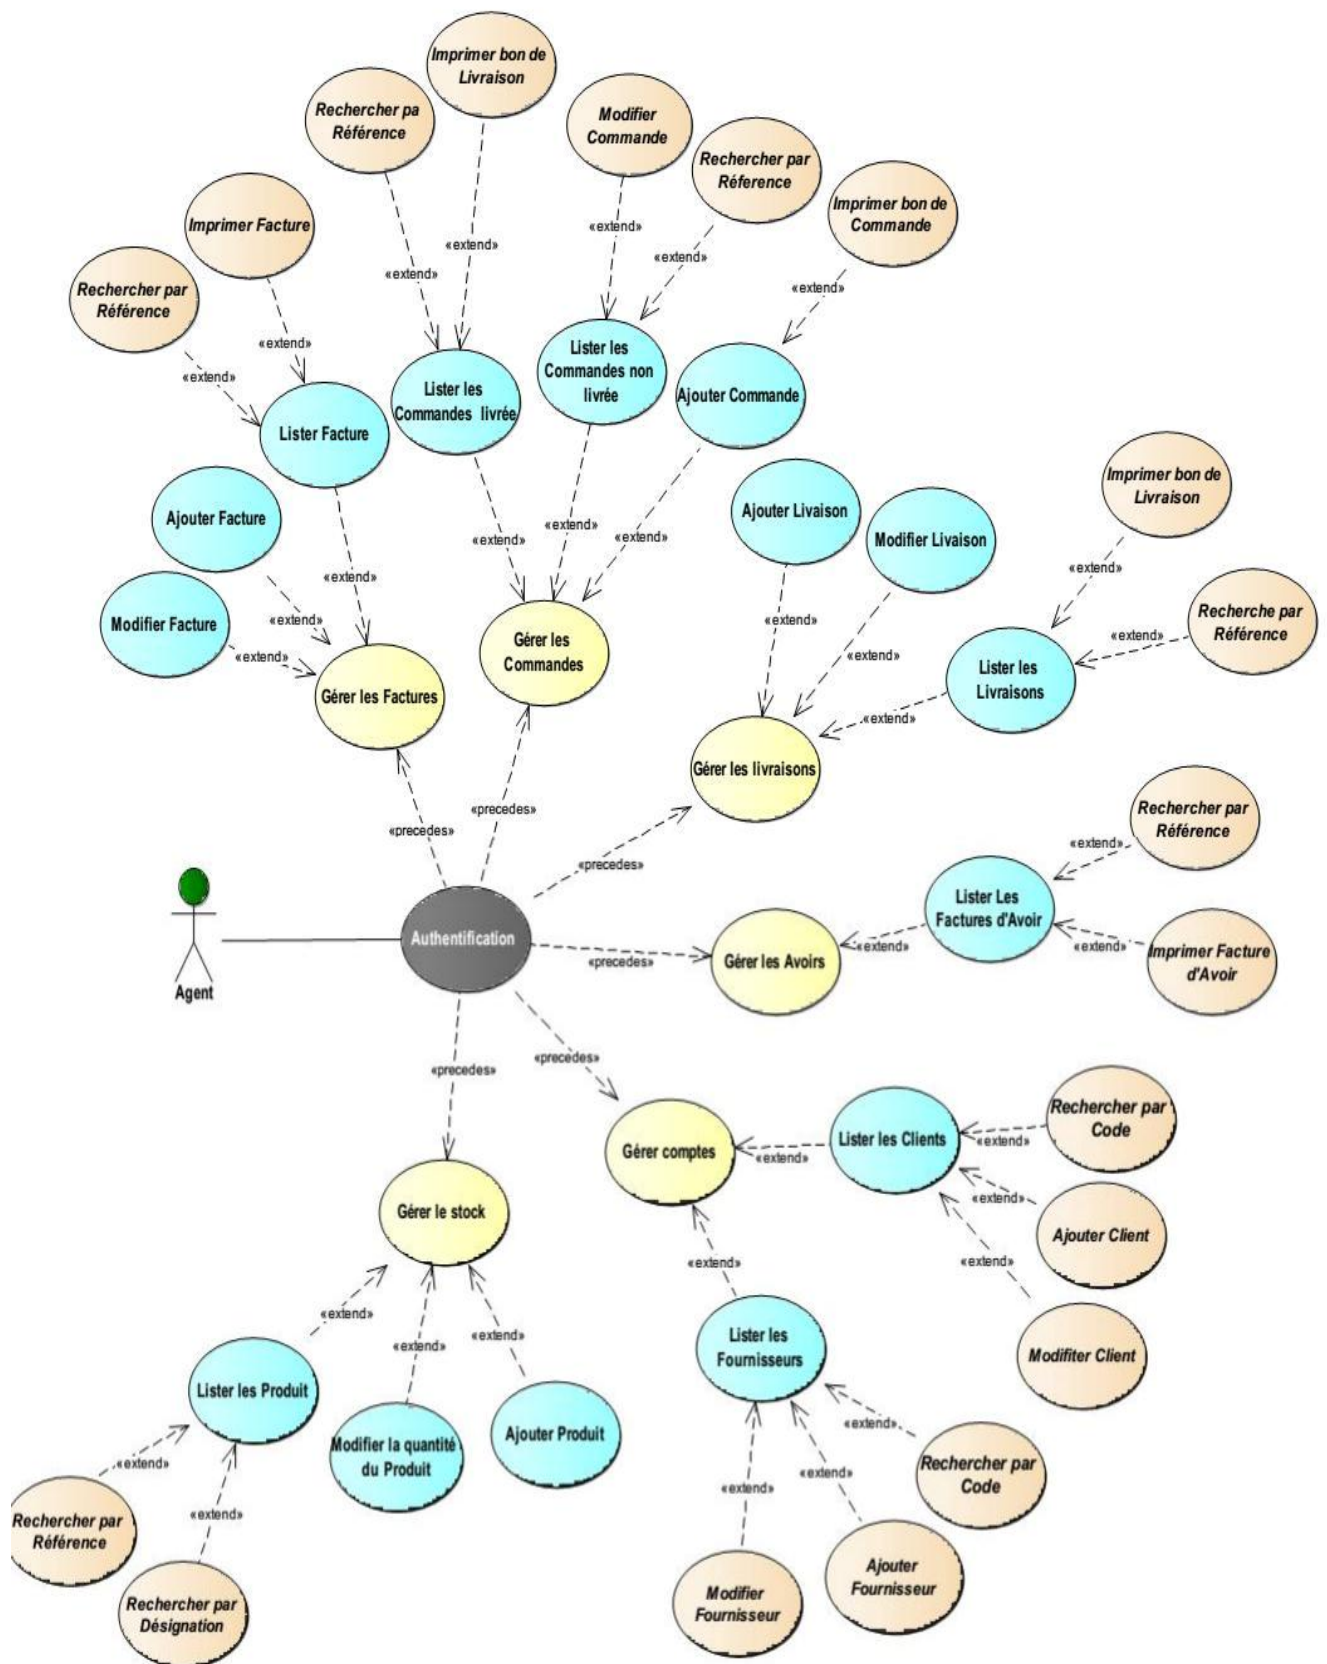 Imprimer bon de
Livraison
Rechercher pa
Référence
Modifier
Commande
Rechercher par
Réference
Imprimer bon de
Commande
Imprimer Facture
Rechercher par
Référence
«extend»
«extend»
«extend»
«extend»
«extend»
«extend»
«extend»
Lister les
Commandes livrée
Lister les
Commandes non
livrée
Ajouter Commande
Lister Facture
Ajouter Facture
Modifier Facture
«extend»
«extend»
«extend»
«extend»
«extend»
«extend»
Gérer les Factures
Gérer les
Commandes
Ajouter Livaison
Modifier Livaison
Imprimer bon de
Livraison
Recherche par
Référence
«extend»
«extend»
«extend»
«extend»
«extend»
Lister les
Livraisons
Gérer les livraisons
«precedes»
«precedes»
«precedes»
Rechercher par
Référence
«extend»
Lister Les
Factures d'Avoir
«extend»
«extend»
Imprimer Facture
d'Avoir
Gérer les Avoirs
«precedes»
Authentification
Agent
«precedes»
«precedes»
Gérer comptes
«extend»
Lister les Clients
«extend»
Rechercher par
Code
«extend»
Ajouter Client
«extend»
Modifiter Client
Gérer le stock
«extend»
Lister les
Fournisseurs
«extend»
«extend»
«extend»
Lister les Produit
Modifier la quantité
du Produit
Ajouter Produit
«extend»
Rechercher par
Code
«extend»
«extend»
«extend»
«extend»
Rechercher par
Référence
Rechercher par
Désignation
Modifier
Fournisseur
Ajouter
Fournisseur